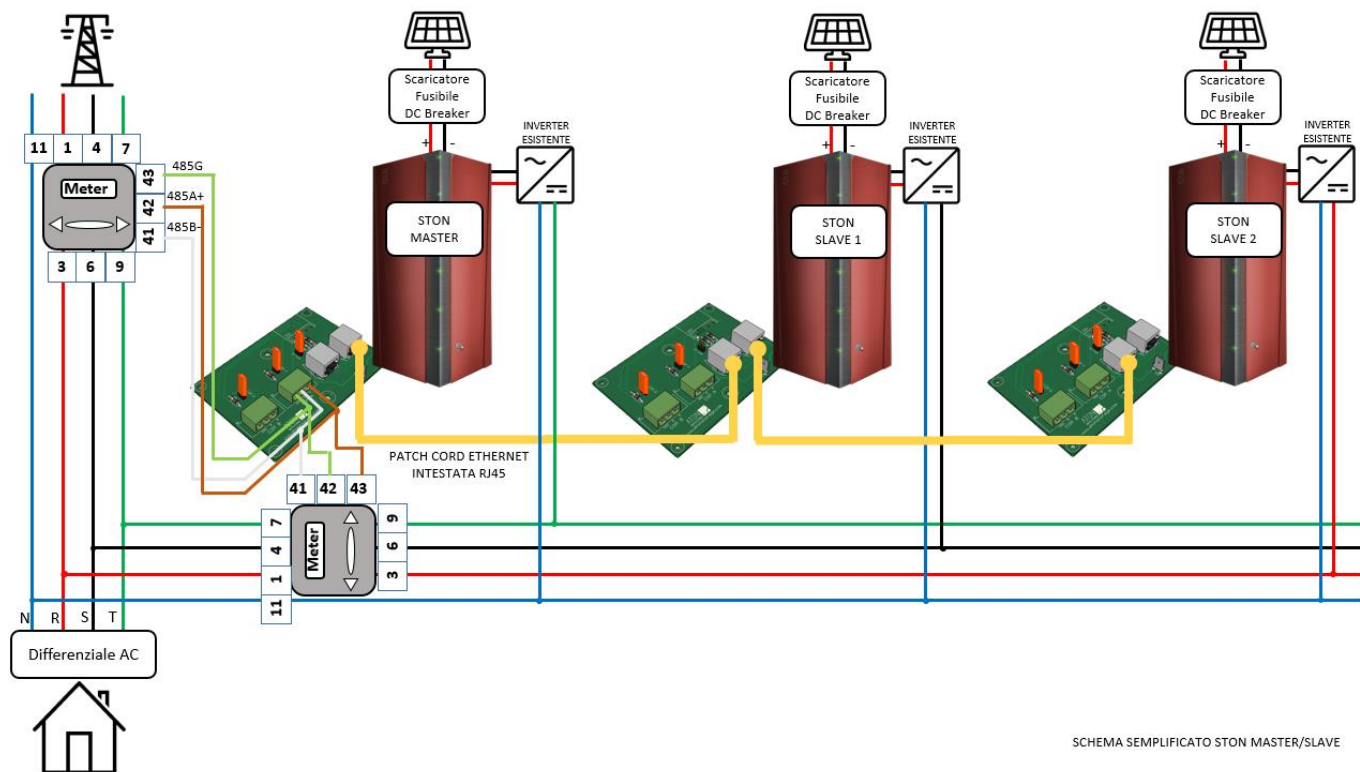 Scaricatore
Fusibile
DC Breaker
Scaricatore
Fusibile
DC Breaker
Scaricatore
Fusibile
DC Breaker
INVERTER
ESISTENTE
INVERTER
ESISTENTE
INVERTER
ESISTENTE
+ -
+ -
+ -
11 1 4 7
Meter
43 485G
42 485A+
41 485B-
3 6 9
STON
MASTER
STON
SLAVE 1
STON
SLAVE 2
PATCH CORD ETHERNET
INTESTATA RJ45
41 42 43
7
4
1
11
Meter
9
6
3
N R S T
Differenziale AC
SCHEMA SEMPLIFICATO STON MASTER/SLAVE